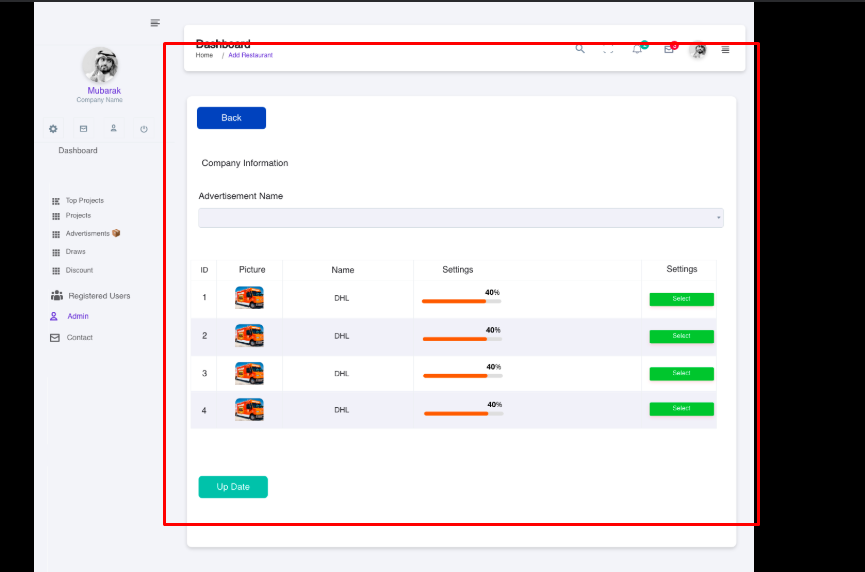 Mubarak
Company Name
Dashboard
Top Projects
Projects
Advertisments
Draws
Discount
Registered Users
Admin
Contact
Dashboard
Home / Add Restaurant
Back
Company Information
Advertisement Name
ID Picture Name Settings Settings
1 DHL 40% Select
2 DHL 40% Select
3 DHL 40% Select
4 DHL 40% Select
Up Date